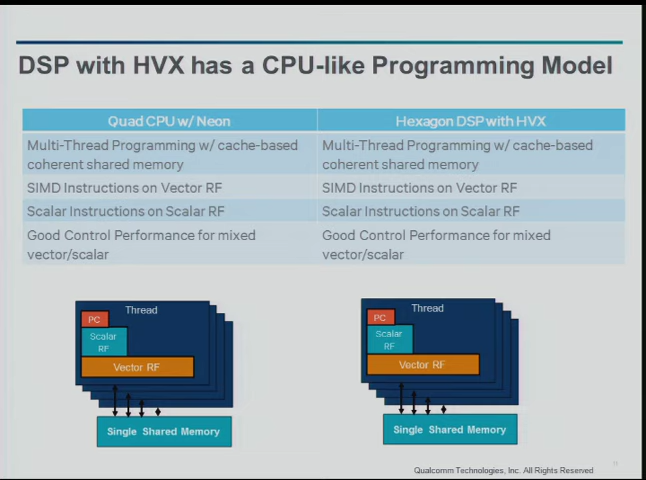 DSP with HVX has a CPU-like Programming Model
Quad CPU w/ Neon
Hexagon DSP with HVX
Multi-Thread Programming w/ cache-based
coherent shared memory
Multi-Thread Programming w/ cache-based
coherent shared memory
SIMD Instructions on Vector RF
SIMD Instructions on Vector RF
Scalar Instructions on Scalar RF
Scalar Instructions on Scalar RF
Good Control Performance for mixed
vector/scalar
Good Control Performance for mixed
vector/scalar
Thread
PC
Scalar
RF
Vector RF
Single Shared Memory
Thread
PC
Scalar
RF
Vector RF
Single Shared Memory
Qualcomm Technologies, Inc. All Rights Reserved